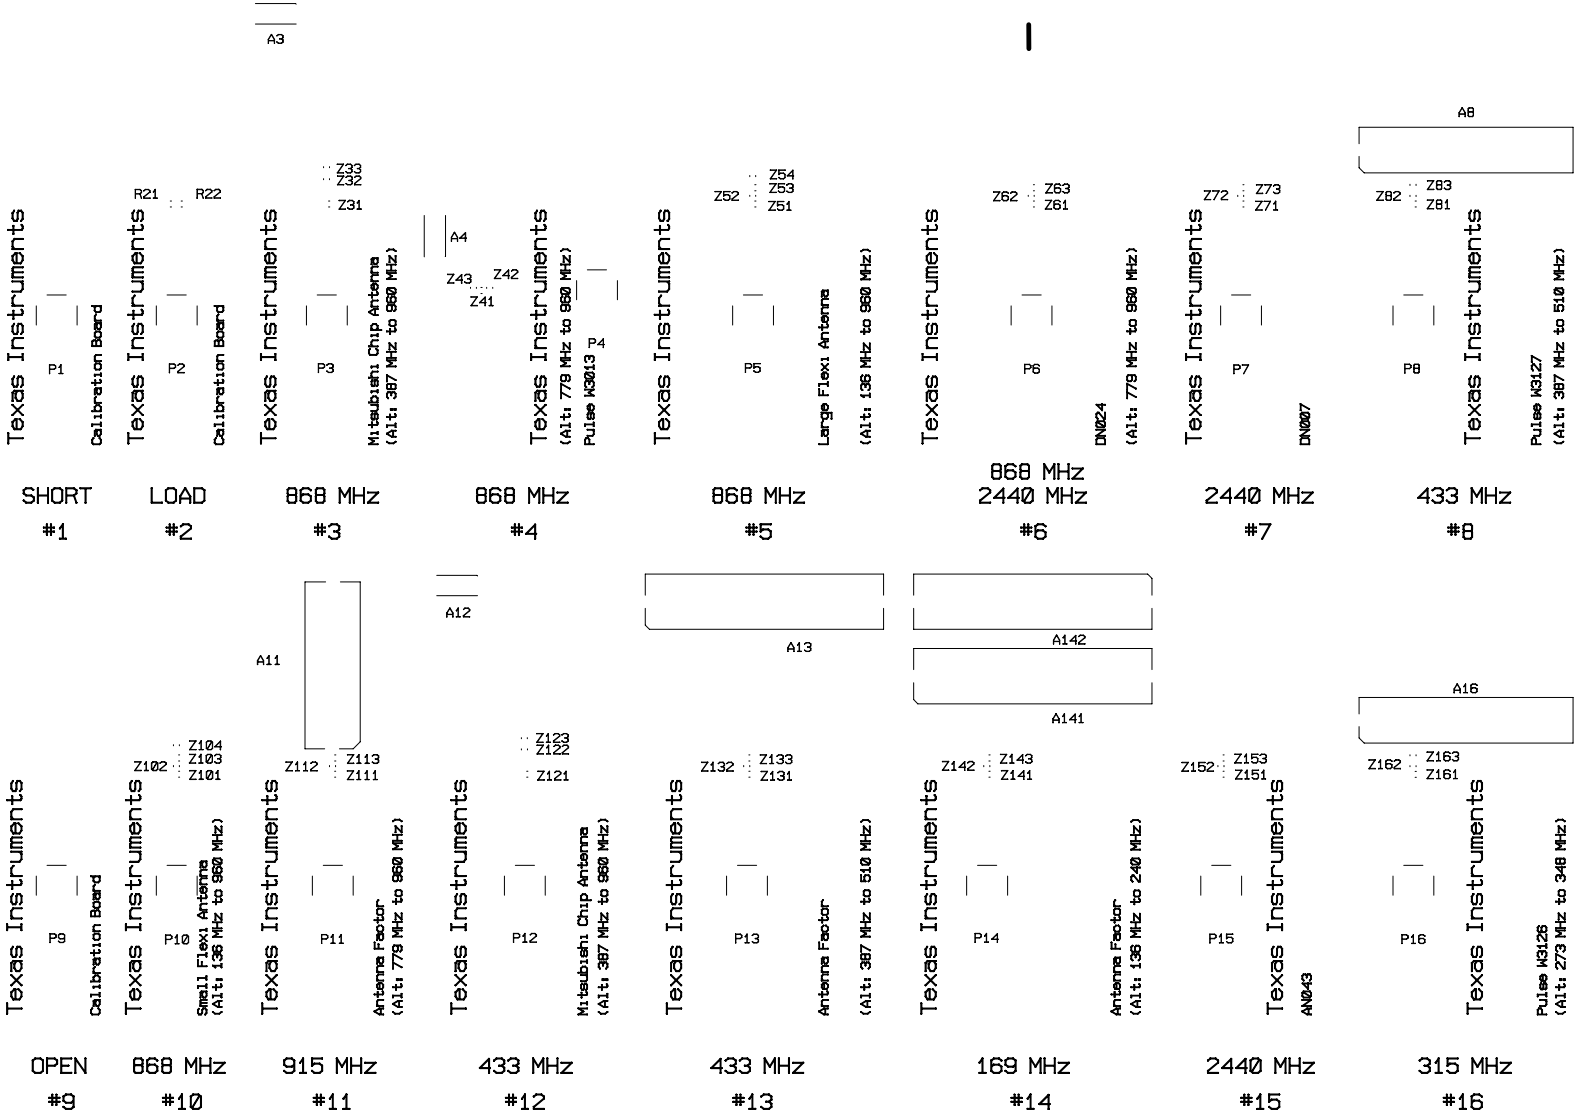 A3
A8
Z33
Z32
Z31
R21
R22
Z54
Z53
Z52
Z51
Z63
Z62
Z61
Z73
Z72
Z71
Z83
Z82
Z81
A4
Z43
Z42
Z41
Texas Instruments
P1
Calibration Board
Texas Instruments
P2
Calibration Board
Texas Instruments
P3
Mitsubishi Chip Antenna
(Alt: 387 MHz to 960 MHz)
Texas Instruments
(Alt: 779 MHz to 960 MHz)
Pulse W3013
P4
Texas Instruments
P5
Large Flexi Antenna
(Alt: 136 MHz to 960 MHz)
Texas Instruments
P6
DN024
(Alt: 779 MHz to 960 MHz)
Texas Instruments
P7
DN007
P8
Texas Instruments
Pulse W3127
(Alt: 387 MHz to 510 MHz)
SHORT
#1
LOAD
#2
868 MHz
#3
868 MHz
#4
868 MHz
#5
868 MHz
2440 MHz
#6
2440 MHz
#7
433 MHz
#8
A11
A12
A13
A142
A141
A16
Z104
Z103
Z102
Z101
Z113
Z112
Z111
Z123
Z122
Z121
Z133
Z132
Z131
Z143
Z142
Z141
Z153
Z152
Z151
Z163
Z162
Z161
Texas Instruments
P9
Calibration Board
Texas Instruments
P10
Small Flexi Antenna
(Alt: 136 MHz to 960 MHz)
Texas Instruments
P11
Antenna Factor
(Alt: 779 MHz to 960 MHz)
Texas Instruments
P12
Mitsubishi Chip Antenna
(Alt: 387 MHz to 960 MHz)
Texas Instruments
P13
Antenna Factor
(Alt: 387 MHz to 510 MHz)
Texas Instruments
P14
Antenna Factor
(Alt: 136 MHz to 240 MHz)
P15
Texas Instruments
AN043
P16
Texas Instruments
Pulse W3126
(Alt: 273 MHz to 348 MHz)
OPEN
#9
868 MHz
#10
915 MHz
#11
433 MHz
#12
433 MHz
#13
169 MHz
#14
2440 MHz
#15
315 MHz
#16